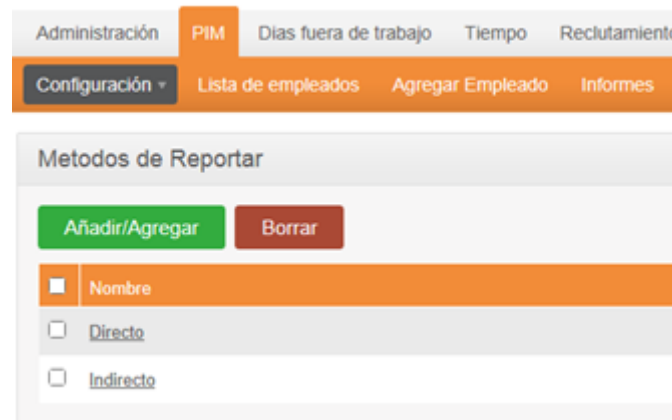 Administración PIM Dias fuera de trabajo Tiempo Reclutamiento
Configuración Lista de empleados Agregar Empleado Informes
Metodos de Reportar
Añadir/Agregar Borrar
Nombre
Directo
Indirecto